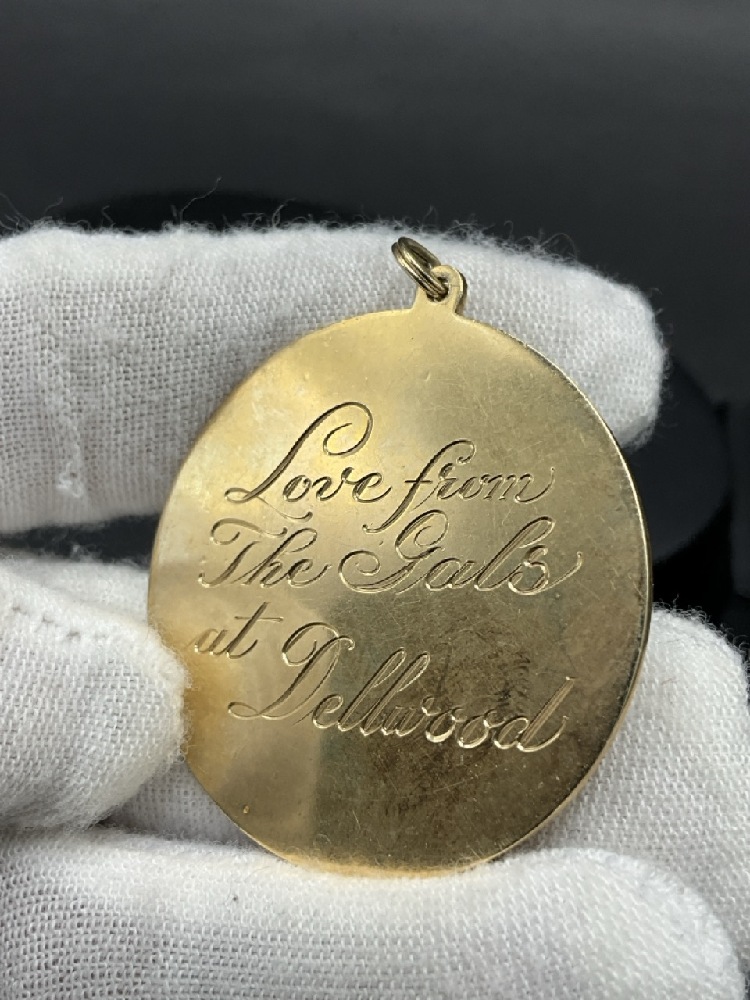 Love from
The Gals
at Dellwood